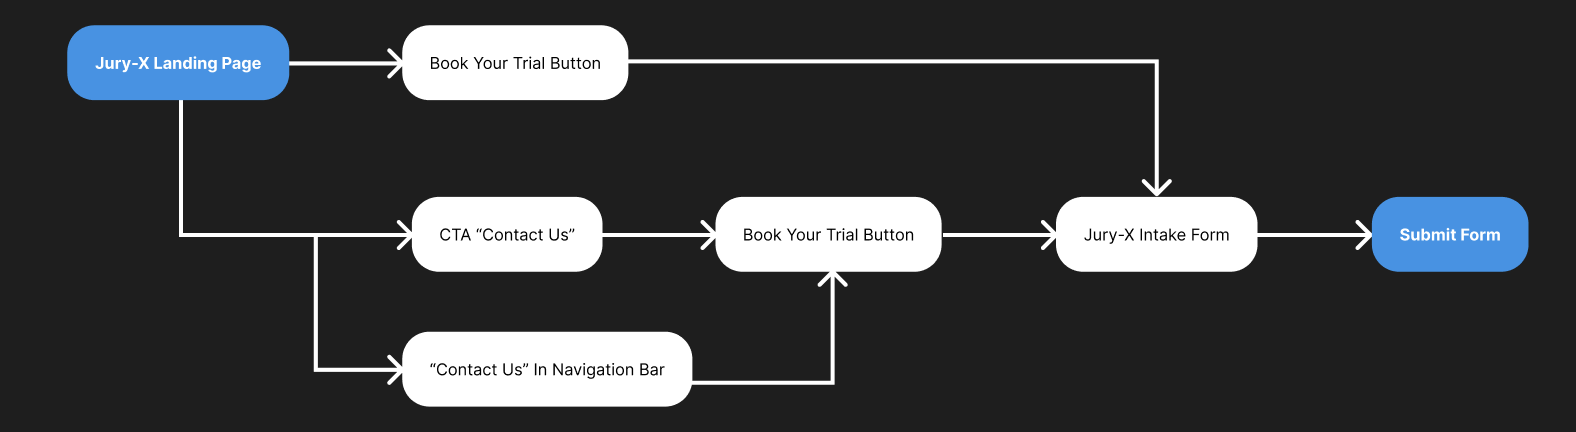 Jury-X Landing Page
Book Your Trial Button
CTA “Contact Us”
Book Your Trial Button
Jury-X Intake Form
Submit Form
“Contact Us” In Navigation Bar